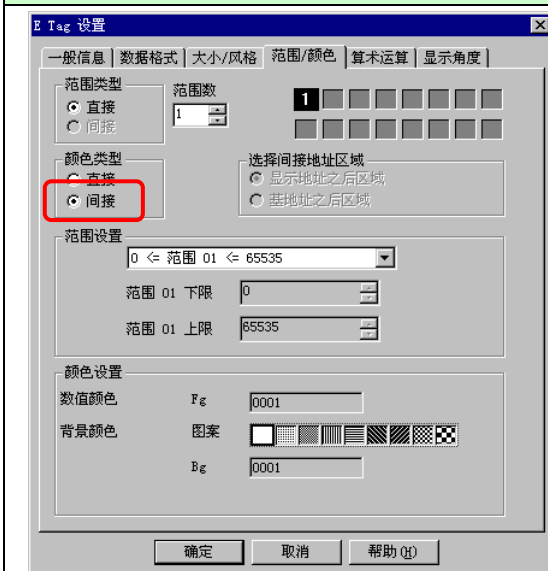 E Tag 设置
一般信息 数据格式 大小/风格 范围/颜色 算术运算 显示角度
范围类型
直接
间接
范围数
1
1
颜色类型
直接
间接
选择间接地址区域
显示地址之后区域
基地址之后区域
范围设置
0 <= 范围 01 <= 65535
范围 01 下限 0
范围 01 上限 65535
颜色设置
数值颜色 Fg 0001
背景颜色 图案
Bg 0001
确定 取消 帮助(H)